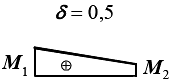 δ = 0,5
M₁ ⊕ M₂